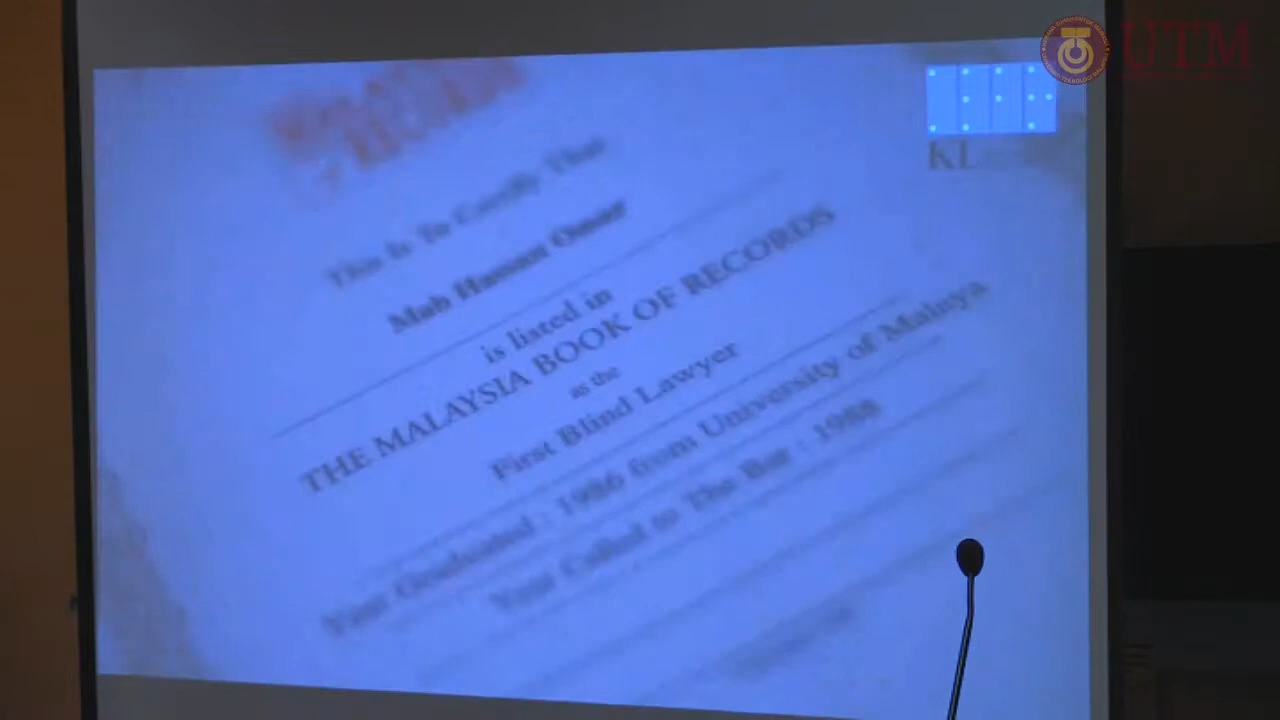 UTM
KL
This Is To Certify That
Mah Hassan Omar
is listed in
THE MALAYSIA BOOK OF RECORDS
as the
First Blind Lawyer
Year Graduated : 1986 from University of Malaya
Year Called to The Bar : 1988